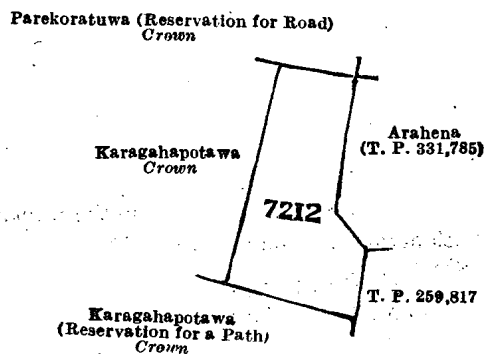 Parekoratuwa (Reservation for Road)
Crown
Arahena
(T. P. 331,785)
Karagahapotawa
Crown
7212
T. P. 259,817
Karagahapotawa
(Reservation for a Path)
Crown